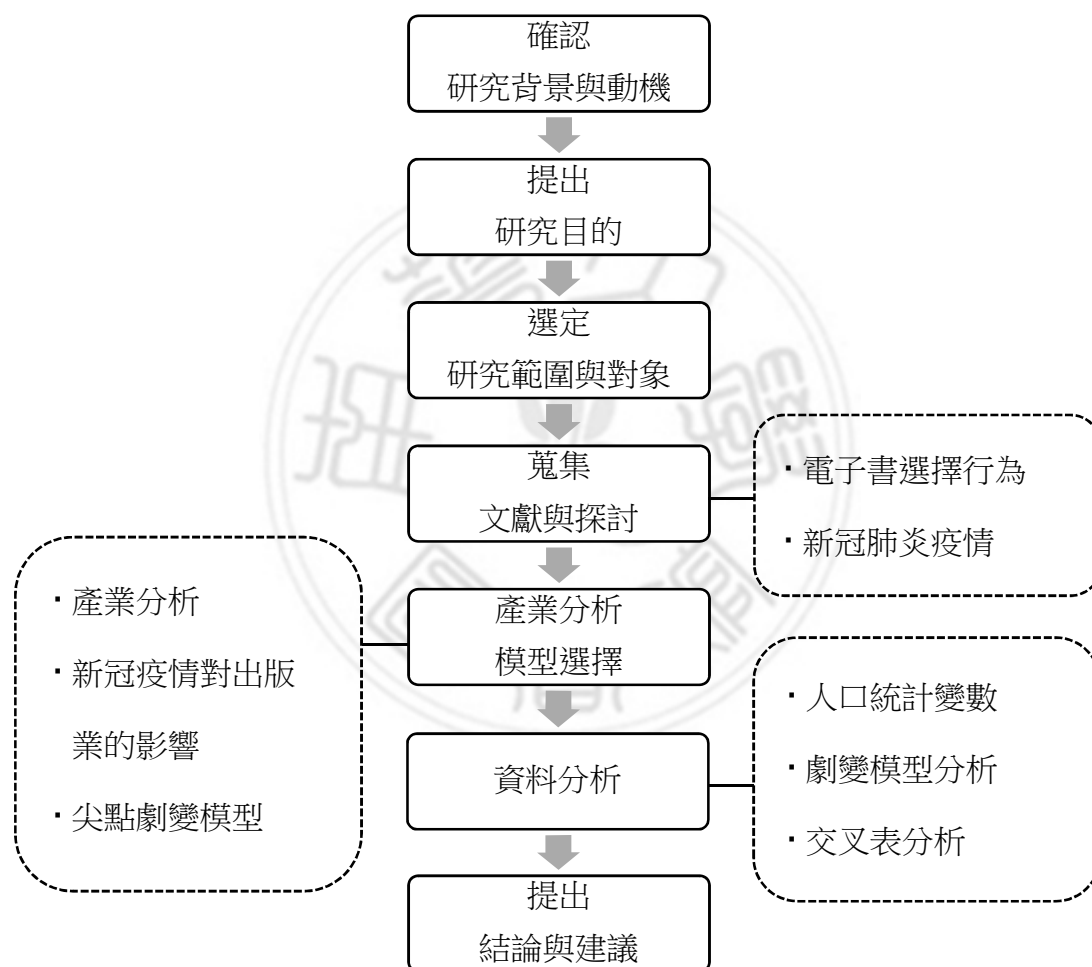 確認
研究背景與動機
提出
研究目的
選定
研究範圍與對象
蒐集
文獻與探討
・電子書選擇行為
・新冠肺炎疫情
產業分析
模型選擇
・產業分析
・新冠疫情對出版
業的影響
・尖點劇變模型
資料分析
・人口統計變數
・劇變模型分析
・交叉表分析
提出
結論與建議